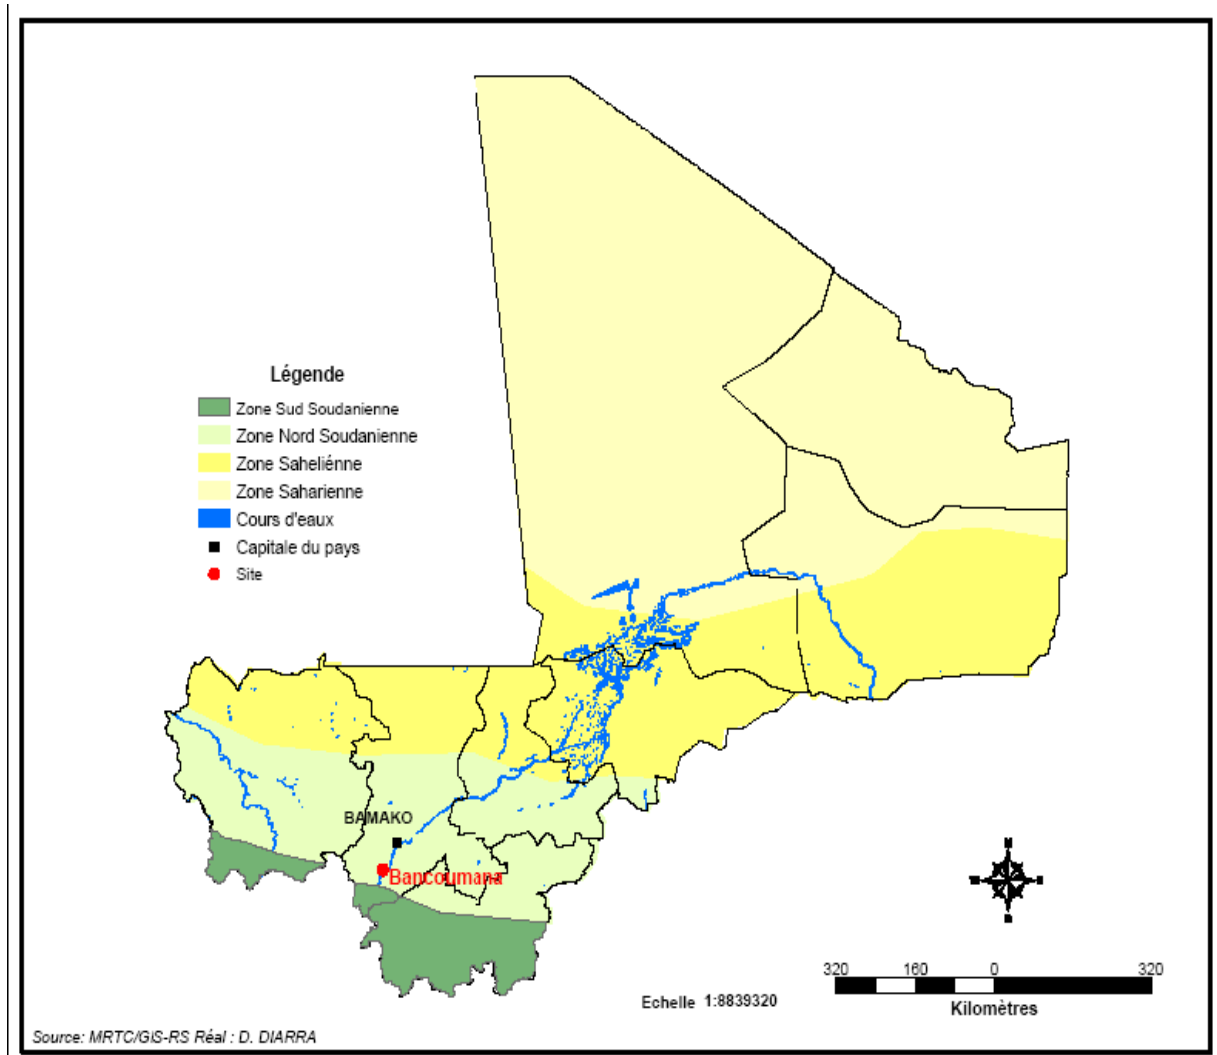 Légende
Zone Sud Soudanienne
Zone Nord Soudanienne
Zone Saheliénne
Zone Saharienne
Cours d'eaux
Capitale du pays
Site
BAMAKO
Bancoumana
320 160 0 320
Echelle 1:8839320
Kilomètres
Source: MRTC/GIS-RS Réal : D. DIARRA